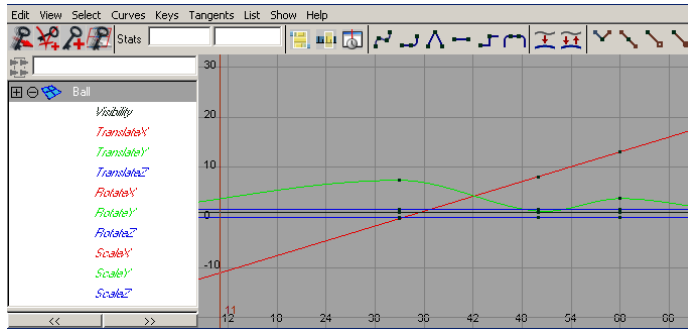 Edit View Select Curves Keys Tangents List Show Help
Stats
Ball
Visibility
TranslateX
TranslateY
TranslateZ
RotateX
RotateY
RotateZ
ScaleX
ScaleY
ScaleZ
<< >>
30
20
10
0
-10
11
12 18 24 30 36 42 48 54 60 66